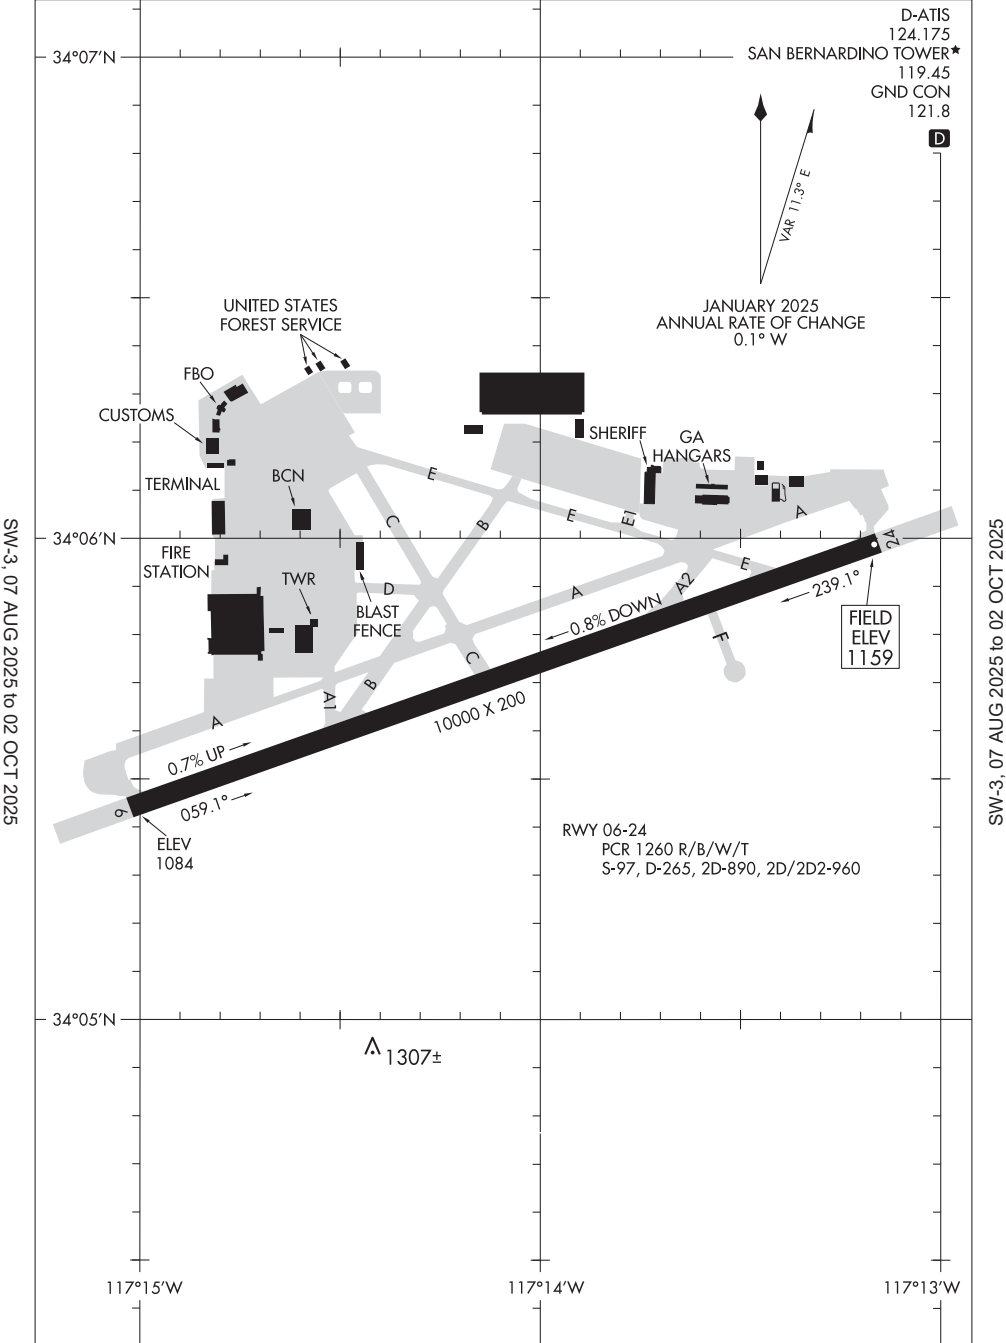 D-ATIS
124.175
SAN BERNARDINO TOWER★
119.45
GND CON
121.8
D
34°07'N
VAR 11.3° E
JANUARY 2025
ANNUAL RATE OF CHANGE
0.1° W
UNITED STATES
FOREST SERVICE
FBO
CUSTOMS
TERMINAL
BCN
SHERIFF
GA
HANGARS
E
C
B
E
E1
A
34°06'N
24
FIRE
STATION
TWR
D
BLAST
FENCE
A
A2
E
239.1°
0.8% DOWN
FIELD
ELEV
1159
F
C
B
A1
A
10000 X 200
0.7% UP
059.1°
6
ELEV
1084
RWY 06-24
PCR 1260 R/B/W/T
S-97, D-265, 2D-890, 2D/2D2-960
34°05'N
1307±
117°15'W
117°14'W
117°13'W
SW-3, 07 AUG 2025 to 02 OCT 2025
SW-3, 07 AUG 2025 to 02 OCT 2025